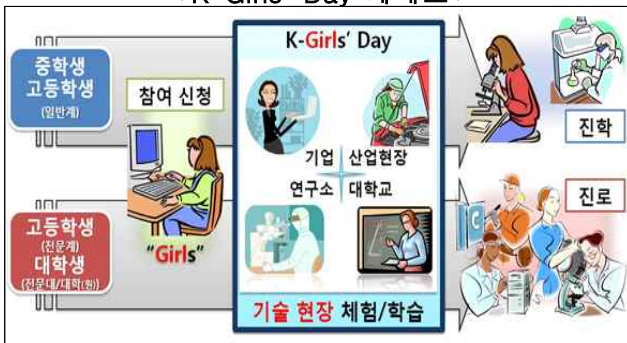 K-Girls' Day
중학생
고등학생
(일반계)
참여 신청
"Girls"
고등학생
(전문계)
대학생
(전문대/대학(원))
기업 산업현장
연구소 대학교
기술 현장 체험/학습
진학
진로